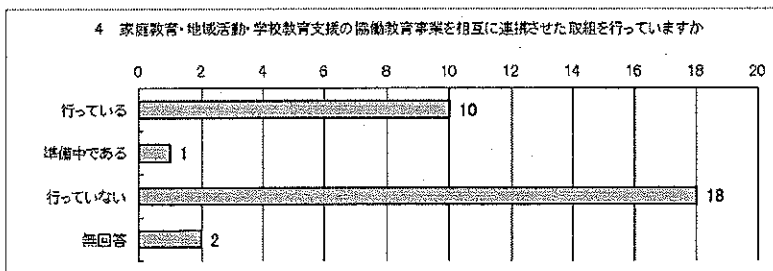 4 家庭教育・地域活動・学校教育支援の協働教育事業を相互に連携させた取組を行っていますか
0 2 4 6 8 10 12 14 16 18 20
行っている 10
準備中である 1
行っていない 18
無回答 2